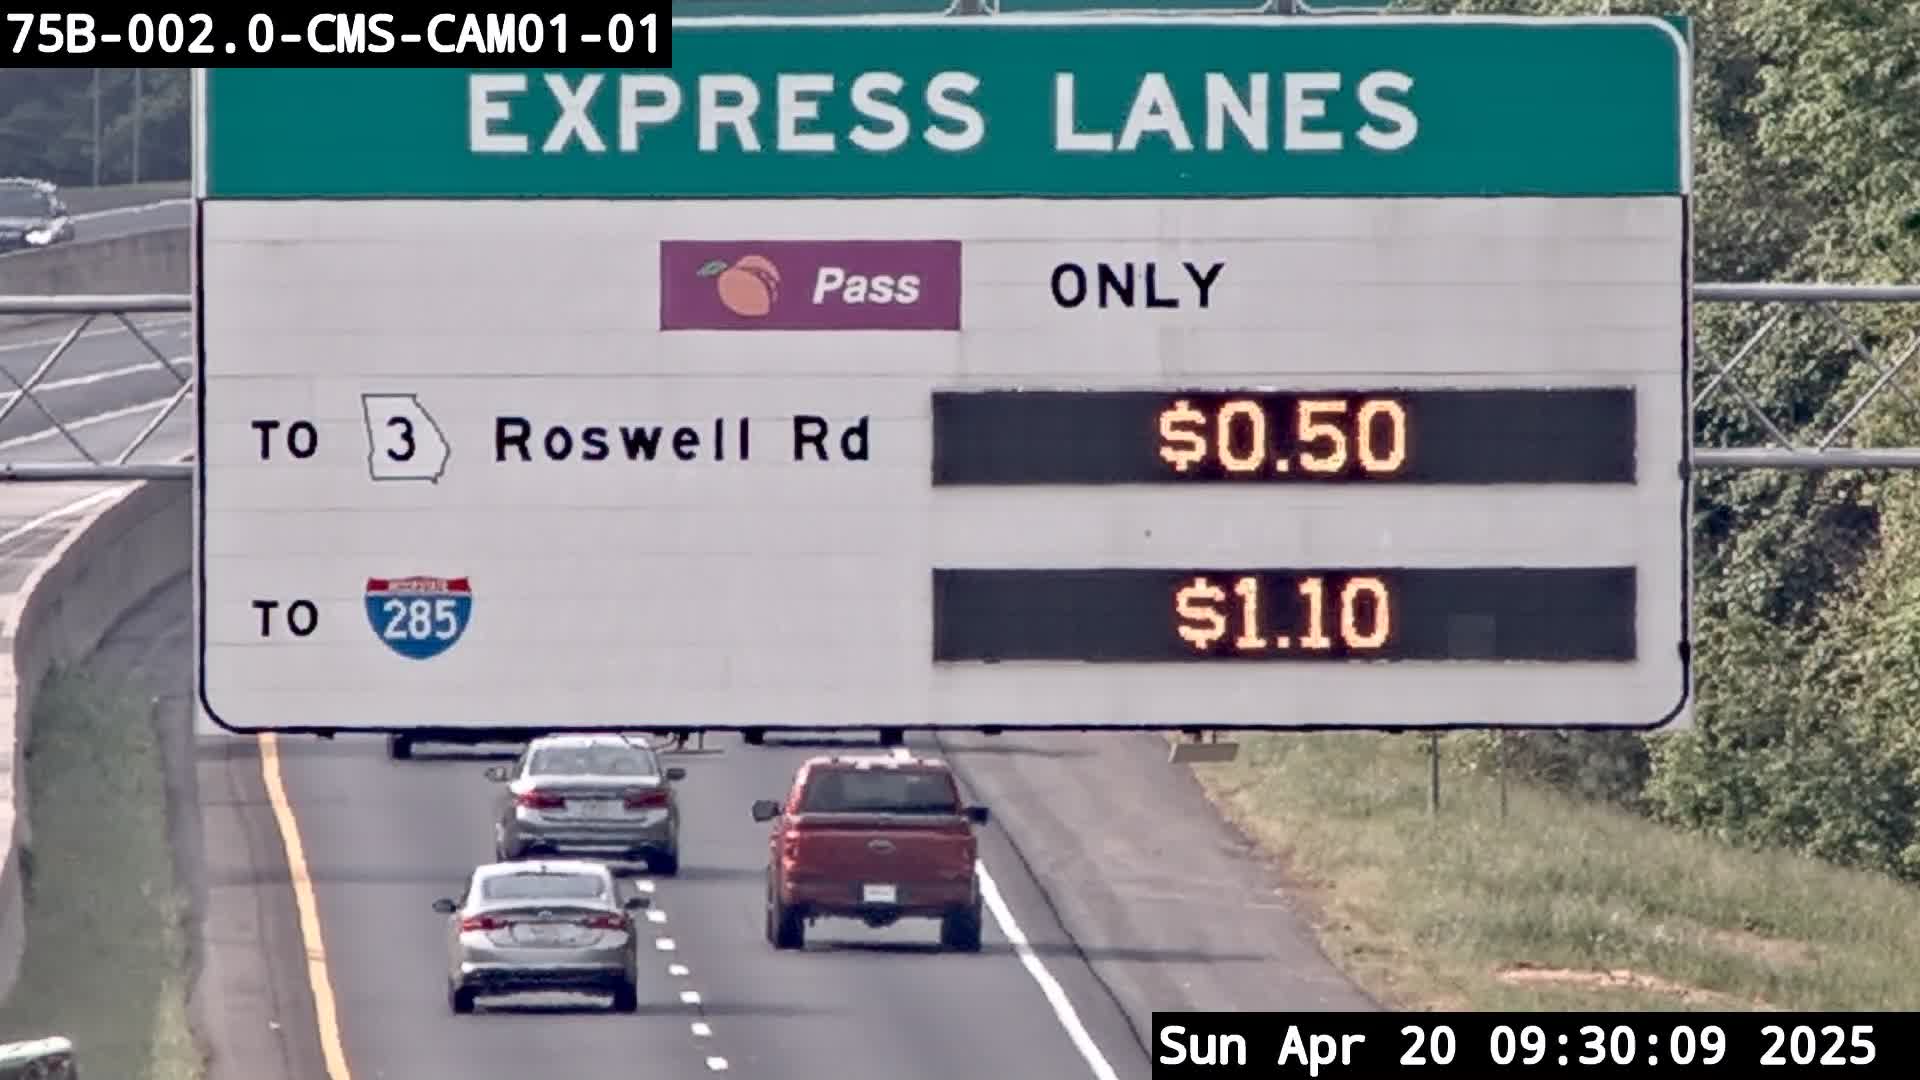 75B-002.0-CMS-CAM01-01
EXPRESS LANES
Pass ONLY
TO 3 Roswell Rd $0.50
TO 285 $1.10
Sun Apr 20 09:30:09 2025